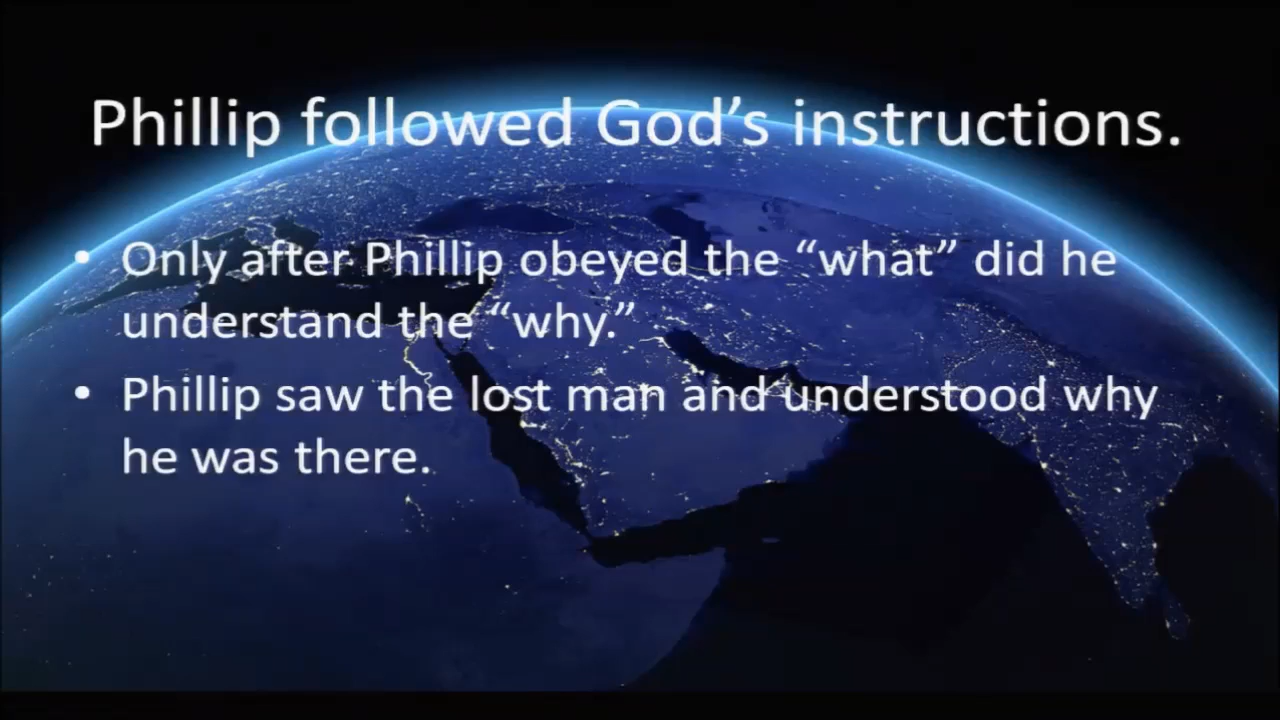 Phillip followed God’s instructions.
• Only after Phillip obeyed the “what” did he
understand the “why.”
• Phillip saw the lost man and understood why
he was there.